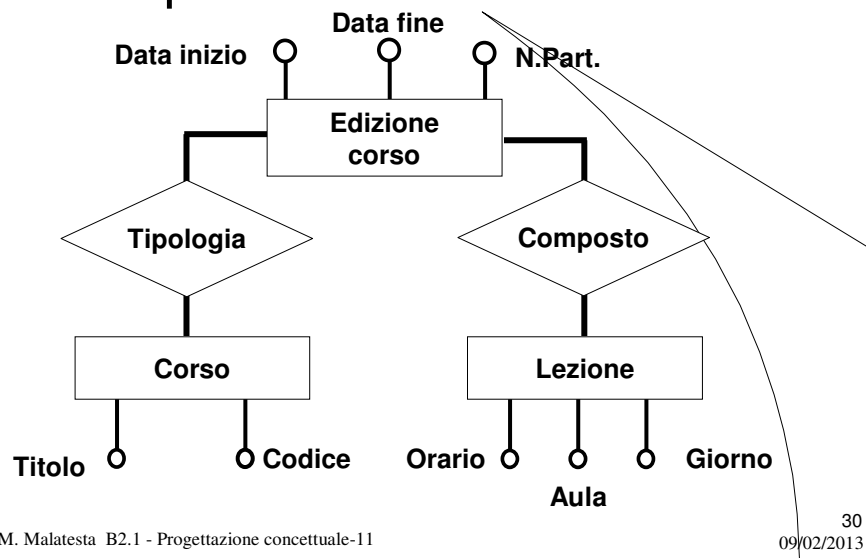 Data fine
Data inizio
N.Part.
Edizione
corso
Tipologia
Composto
Corso
Lezione
Titolo
Codice
Orario
Giorno
Aula
30
M. Malatesta B2.1 - Progettazione concettuale-11
09/02/2013